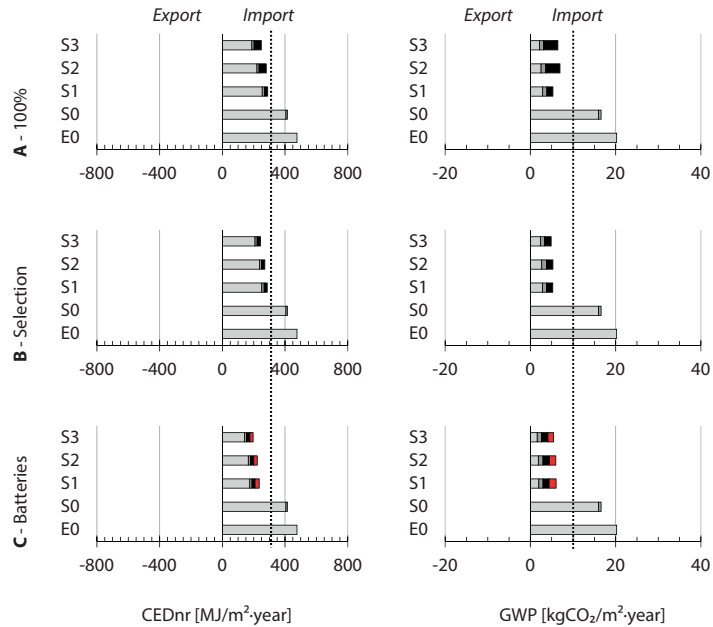 Export Import Export Import
A - 100%
S3 S3
S2 S2
S1 S1
S0 S0
E0 E0
-800 -400 0 400 800 -20 0 20 40
B - Selection
S3 S3
S2 S2
S1 S1
S0 S0
E0 E0
-800 -400 0 400 800 -20 0 20 40
C - Batteries
S3 S3
S2 S2
S1 S1
S0 S0
E0 E0
-800 -400 0 400 800 -20 0 20 40
CEDnr [MJ/m²·year] GWP [kgCO₂/m²·year]